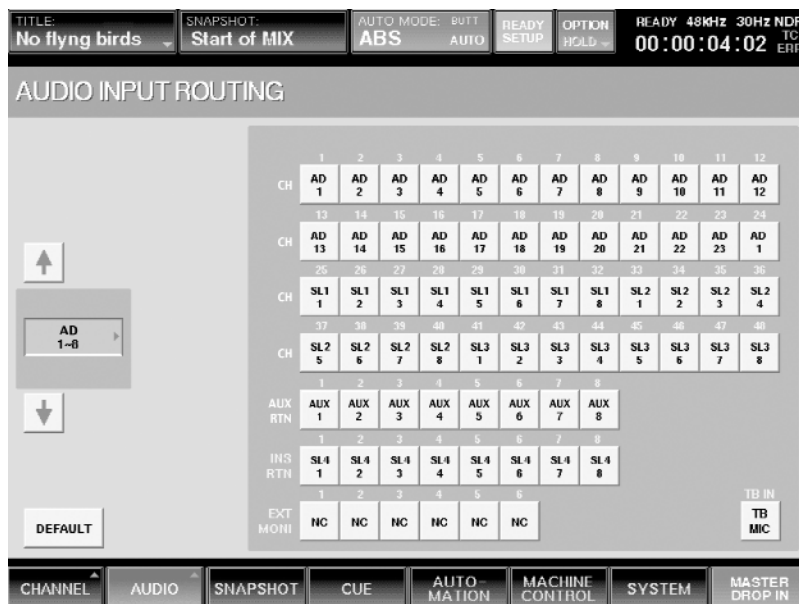 TITLE: SNAPSHOT: AUTO MODE: BUTT READY OPTION READY 48kHz 30Hz NDF
No flyng birds Start of MIX ABS AUTO SETUP HOLD 00:00:04:02 TC ERR
AUDIO INPUT ROUTING
1 2 3 4 5 6 7 8 9 10 11 12
CH AD 1 AD 2 AD 3 AD 4 AD 5 AD 6 AD 7 AD 8 AD 9 AD 10 AD 11 AD 12
13 14 15 16 17 18 19 20 21 22 23 24
CH AD 13 AD 14 AD 15 AD 16 AD 17 AD 18 AD 19 AD 20 AD 21 AD 22 AD 23 AD 1
25 26 27 28 29 30 31 32 33 34 35 36
CH SL1 1 SL1 2 SL1 3 SL1 4 SL1 5 SL1 6 SL1 7 SL1 8 SL2 1 SL2 2 SL2 3 SL2 4
37 38 39 40 41 42 43 44 45 46 47 48
CH SL2 5 SL2 6 SL2 7 SL2 8 SL3 1 SL3 2 SL3 3 SL3 4 SL3 5 SL3 6 SL3 7 SL3 8
AD
1~8
1 2 3 4 5 6 7 8
AUX RTN AUX 1 AUX 2 AUX 3 AUX 4 AUX 5 AUX 6 AUX 7 AUX 8
1 2 3 4 5 6 7 8
INS RTN SL4 1 SL4 2 SL4 3 SL4 4 SL4 5 SL4 6 SL4 7 SL4 8
1 2 3 4 5 6 TB IN
EXT MONI NC NC NC NC NC NC TB MIC
DEFAULT
CHANNEL AUDIO SNAPSHOT CUE AUTO-MATION MACHINE CONTROL SYSTEM MASTER DROP IN